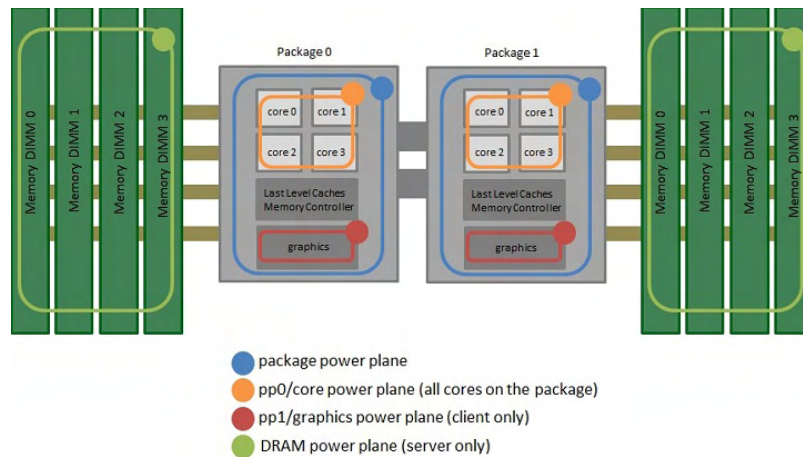 Package 0
Package 1
Memory DIMM 0
Memory DIMM 1
Memory DIMM 2
Memory DIMM 3
core 0
core 1
core 2
core 3
Last Level Caches
Memory Controller
graphics
core 0
core 1
core 2
core 3
Last Level Caches
Memory Controller
graphics
Memory DIMM 0
Memory DIMM 1
Memory DIMM 2
Memory DIMM 3
package power plane
pp0/core power plane (all cores on the package)
pp1/graphics power plane (client only)
DRAM power plane (server only)